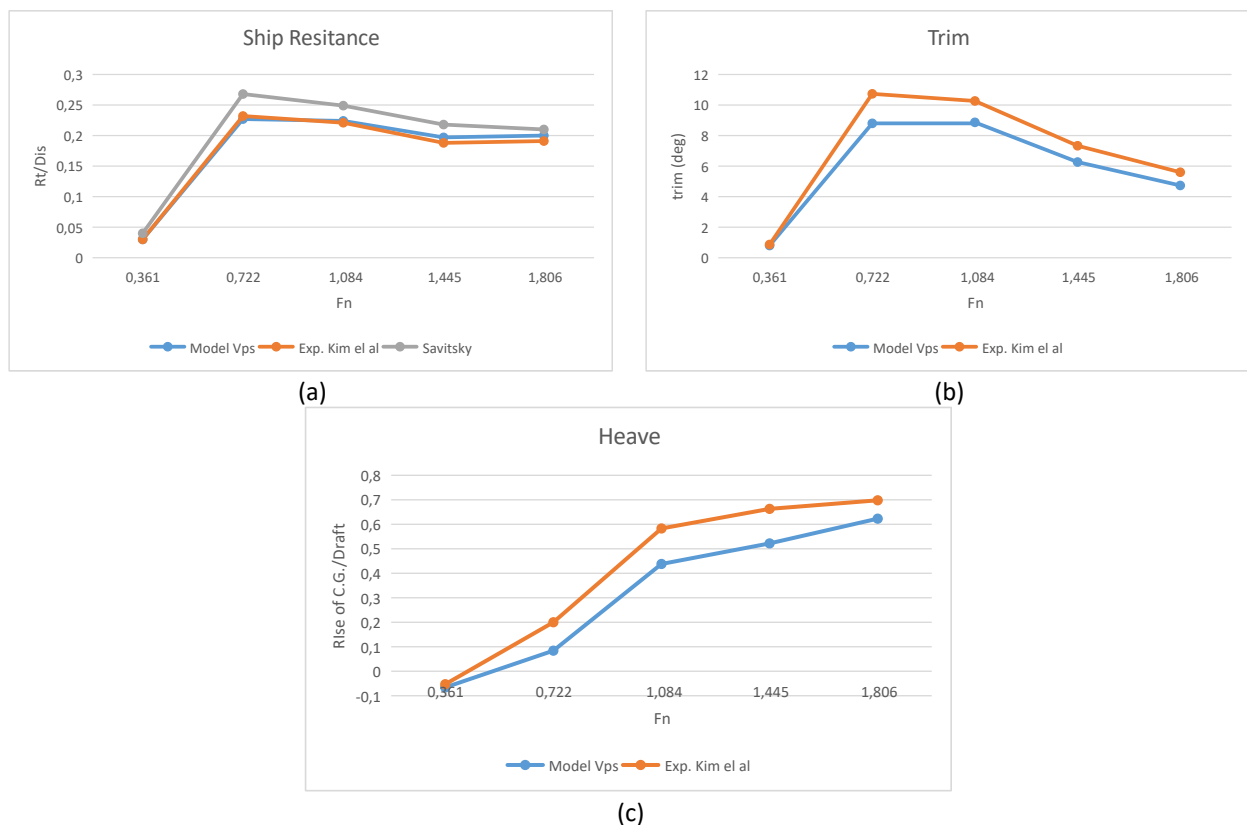 Ship Resitance
Rt/Dis
0,3
0,25
0,2
0,15
0,1
0,05
0
0,361 0,722 1,084 1,445 1,806
Fn
Model Vps Exp. Kim el al Savitsky
(a)
Trim
trim (deg)
12
10
8
6
4
2
0
0,361 0,722 1,084 1,445 1,806
Fn
Model Vps Exp. Kim el al
(b)
Heave
RIse of C.G./Draft
0,8
0,7
0,6
0,5
0,4
0,3
0,2
0,1
0
-0,1
0,361 0,722 1,084 1,445 1,806
Fn
Model Vps Exp. Kim el al
(c)